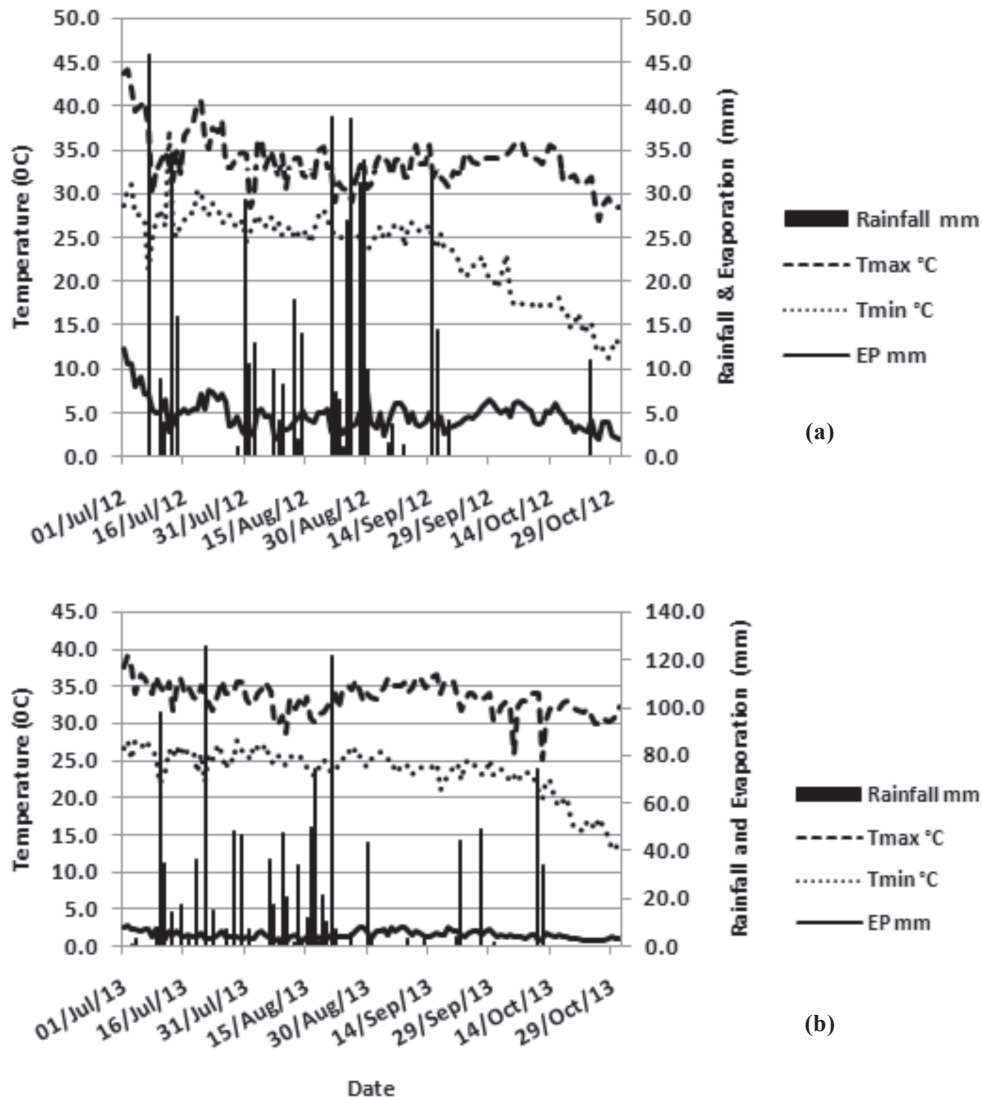 50.0
45.0
40.0
35.0
30.0
25.0
20.0
15.0
10.0
5.0
0.0
Temperature (0C)
50.0
45.0
40.0
35.0
30.0
25.0
20.0
15.0
10.0
5.0
0.0
Rainfall & Evaporation (mm)
01/Jul/12
16/Jul/12
31/Jul/12
15/Aug/12
30/Aug/12
14/Sep/12
29/Sep/12
14/Oct/12
29/Oct/12
Rainfall mm
Tmax °C
Tmin °C
EP mm
(a)
45.0
40.0
35.0
30.0
25.0
20.0
15.0
10.0
5.0
0.0
Temperature (0C)
140.0
120.0
100.0
80.0
60.0
40.0
20.0
0.0
Rainfall and Evaporation (mm)
01/Jul/13
16/Jul/13
31/Jul/13
15/Aug/13
30/Aug/13
14/Sep/13
29/Sep/13
14/Oct/13
29/Oct/13
Rainfall mm
Tmax °C
Tmin °C
EP mm
(b)
Date